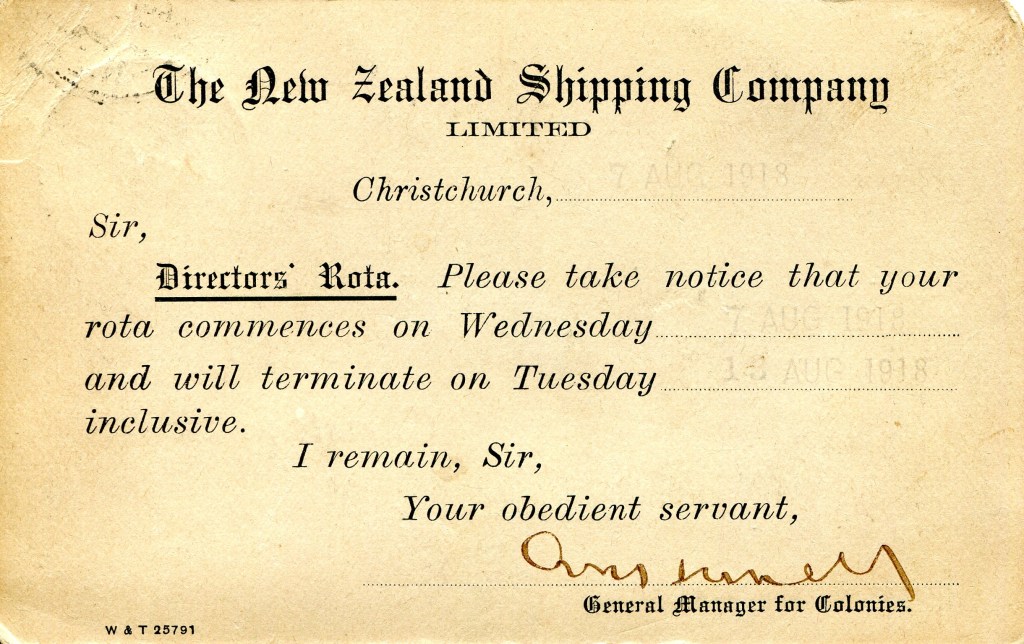 The New Zealand Shipping Company
LIMITED
Christchurch, 7 AUG 1918
Sir,
Directors' Rota. Please take notice that your
rota commences on Wednesday 7 AUG 1918
and will terminate on Tuesday 13 AUG 1918
inclusive.
I remain, Sir,
Your obedient servant,
General Manager for Colonies.
W & T 25791